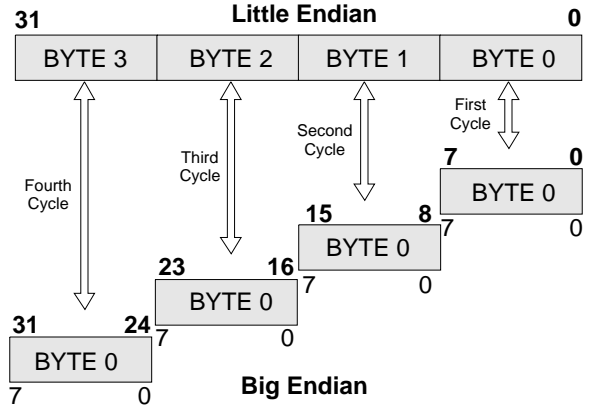 Little Endian
31 0
BYTE 3 BYTE 2 BYTE 1 BYTE 0
First
Cycle
Second
Cycle
Third
Cycle
Fourth
Cycle
7 0
BYTE 0
7 0
15 8
BYTE 0
7 0
23 16
BYTE 0
7 0
31 24
BYTE 0
7 0
Big Endian